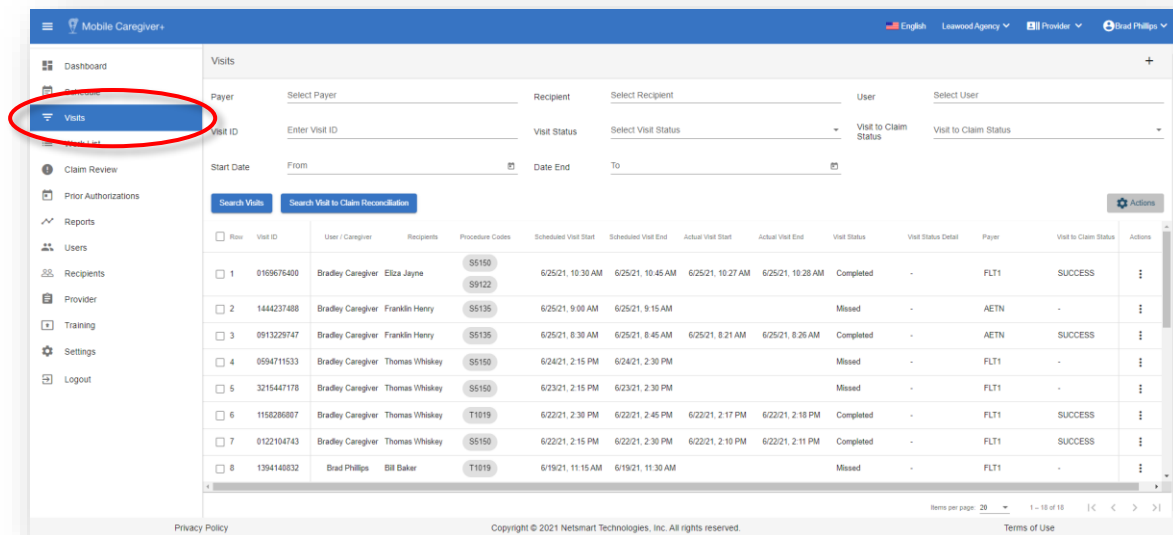 Mobile Caregiver+
English Leawood Agency Provider Brad Phillips
Dashboard
Schedule
Visits
Work List
Claim Review
Prior Authorizations
Reports
Users
Recipients
Provider
Training
Settings
Logout
Visits +
Payer Select Payer Recipient Select Recipient User Select User
Visit ID Enter Visit ID Visit Status Select Visit Status Visit to Claim Status Visit to Claim Status
Start Date From Date End To
Search Visits Search Visit to Claim Reconciliation Actions
Row Visit ID User / Caregiver Recipients Procedure Codes Scheduled Visit Start Scheduled Visit End Actual Visit Start Actual Visit End Visit Status Visit Status Detail Payer Visit to Claim Status Actions
1 0169676400 Bradley Caregiver Eliza Jayne S5150 S9122 6/25/21, 10:30 AM 6/25/21, 10:45 AM 6/25/21, 10:27 AM 6/25/21, 10:28 AM Completed - FLT1 SUCCESS
2 1444237488 Bradley Caregiver Franklin Henry S5135 6/25/21, 9:00 AM 6/25/21, 9:15 AM Missed - AETN -
3 0913229747 Bradley Caregiver Franklin Henry S5135 6/25/21, 8:30 AM 6/25/21, 8:45 AM 6/25/21, 8:21 AM 6/25/21, 8:26 AM Completed - AETN SUCCESS
4 0594711533 Bradley Caregiver Thomas Whiskey S5150 6/24/21, 2:15 PM 6/24/21, 2:30 PM Missed - FLT1 -
5 3215447178 Bradley Caregiver Thomas Whiskey S5150 6/23/21, 2:15 PM 6/23/21, 2:30 PM Missed - FLT1 -
6 1158286807 Bradley Caregiver Thomas Whiskey T1019 6/22/21, 2:30 PM 6/22/21, 2:45 PM 6/22/21, 2:17 PM 6/22/21, 2:18 PM Completed - FLT1 SUCCESS
7 0122104743 Bradley Caregiver Thomas Whiskey S5150 6/22/21, 2:15 PM 6/22/21, 2:30 PM 6/22/21, 2:10 PM 6/22/21, 2:11 PM Completed - FLT1 SUCCESS
8 1394140832 Brad Phillips Bill Baker T1019 6/19/21, 11:15 AM 6/19/21, 11:30 AM Missed - FLT1 -
Items per page: 20 1 – 18 of 18
Privacy Policy Copyright © 2021 Netsmart Technologies, Inc. All rights reserved. Terms of Use